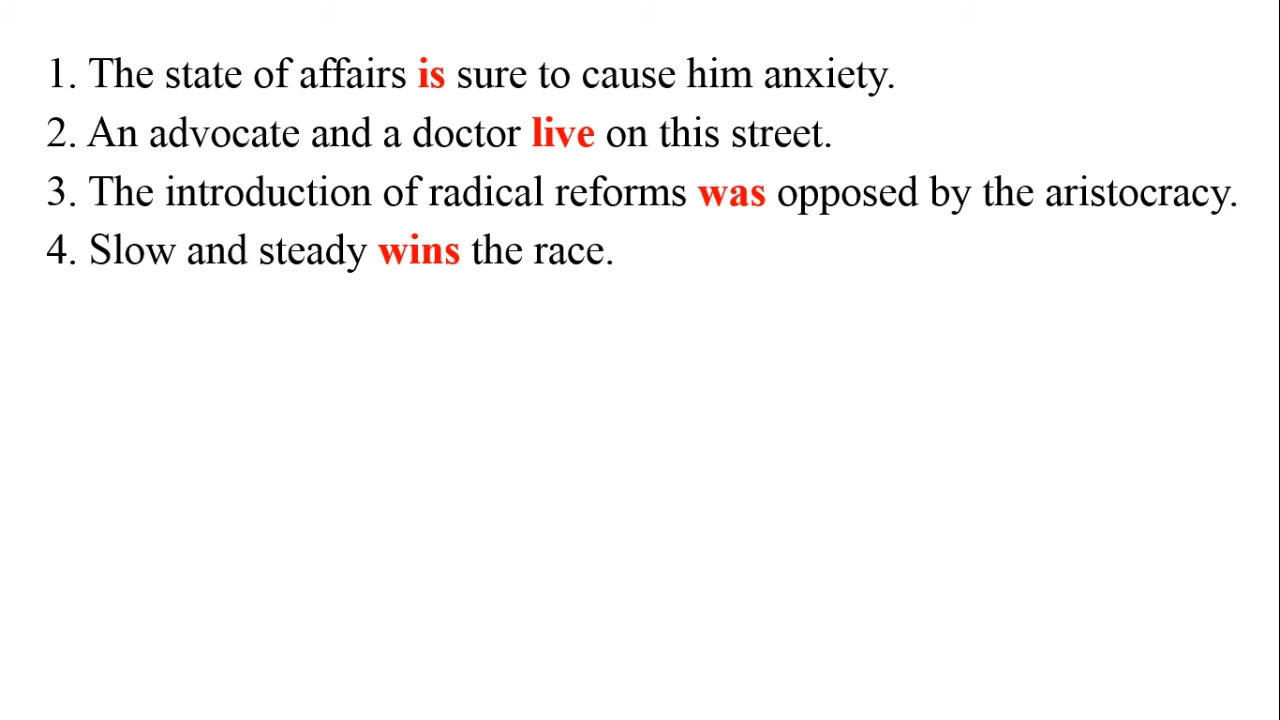 1. The state of affairs is sure to cause him anxiety.
2. An advocate and a doctor live on this street.
3. The introduction of radical reforms was opposed by the aristocracy.
4. Slow and steady wins the race.